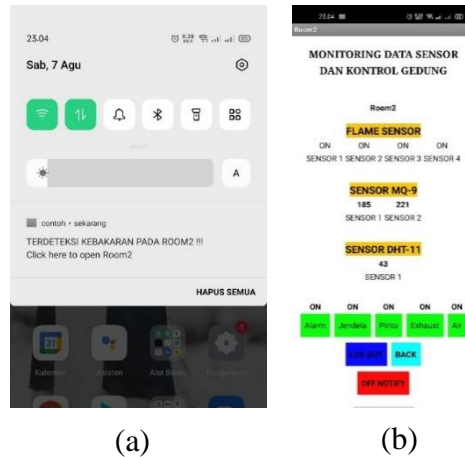 23.04
Sab, 7 Agu
A
contoh • sekarang
TERDETEKSI KEBAKARAN PADA ROOM2 !!!
Click here to open Room2
HAPUS SEMUA
31
Kalender
(a)
23.04
Room2
MONITORING DATA SENSOR
DAN KONTROL GEDUNG
Room2
FLAME SENSOR
ON ON ON ON
SENSOR 1 SENSOR 2 SENSOR 3 SENSOR 4
SENSOR MQ-9
185 221
SENSOR 1 SENSOR 2
SENSOR DHT-11
43
SENSOR 1
ON ON ON ON ON
Alarm Jendela Pintu Exhaust Air
LOG OUT BACK
OFF NOTIFY
(b)